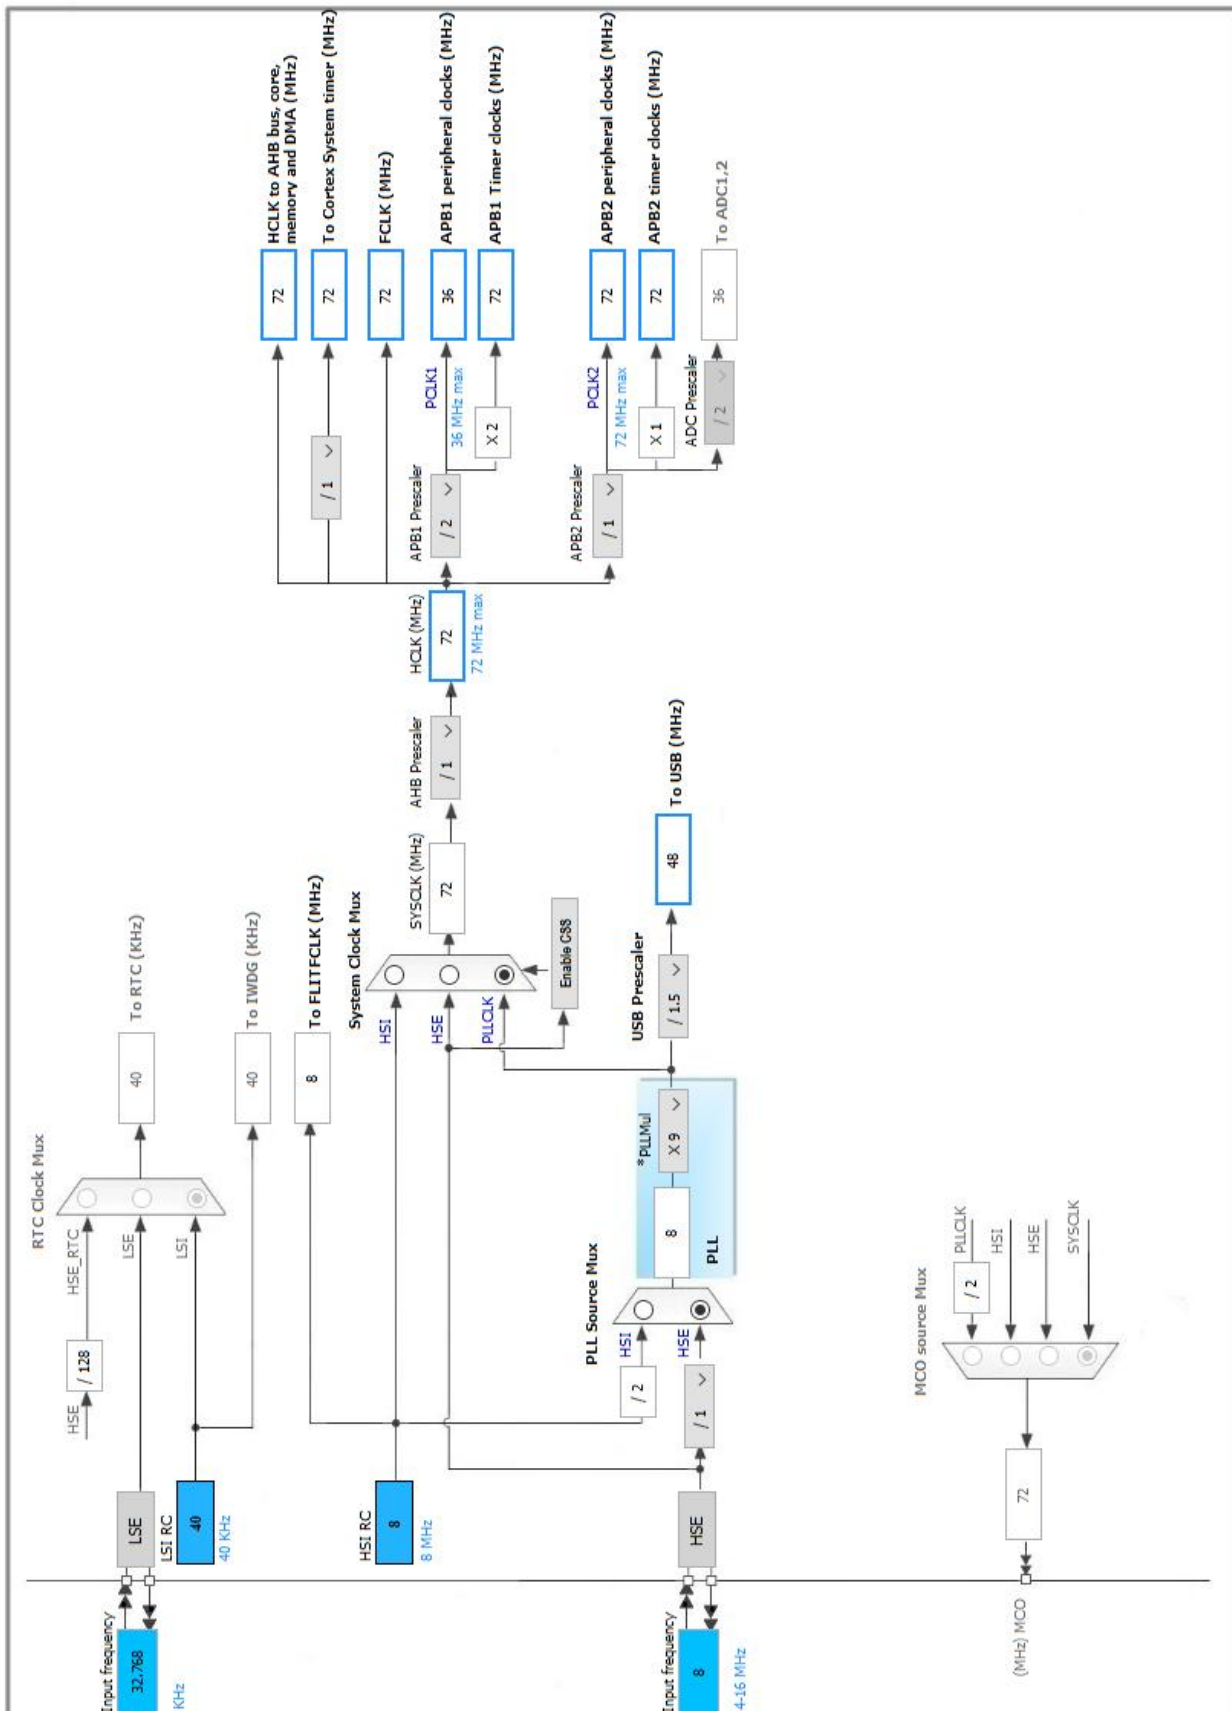 Input frequency
32.768
KHz
LSE
LSI RC
40
40 KHz
HSE
/ 128
HSE_RTC
LSE
LSI
RTC Clock Mux
40
To RTC (KHz)
40
To IWDG (KHz)
8
To FLITFCLK (MHz)
HSI RC
8
8 MHz
HSI
HSE
PLLCLK
System Clock Mux
Enable CSS
SYSCLK (MHz)
72
AHB Prescaler
/ 1
HCLK (MHz)
72
72 MHz max
72
HCLK to AHB bus, core,
memory and DMA (MHz)
/ 1
72
To Cortex System timer (MHz)
72
FCLK (MHz)
APB1 Prescaler
/ 2
PCLK1
36 MHz max
36
APB1 peripheral clocks (MHz)
X 2
72
APB1 Timer clocks (MHz)
APB2 Prescaler
/ 1
PCLK2
72 MHz max
72
APB2 peripheral clocks (MHz)
X 1
72
APB2 timer clocks (MHz)
ADC Prescaler
/ 2
36
To ADC1,2
Input frequency
8
4-16 MHz
HSE
/ 1
/ 2
HSI
HSE
PLL Source Mux
8
*PLLMul
X 9
PLL
USB Prescaler
/ 1.5
48
To USB (MHz)
(MHz) MCO
72
MCO source Mux
/ 2
PLLCLK
HSI
HSE
SYSCLK